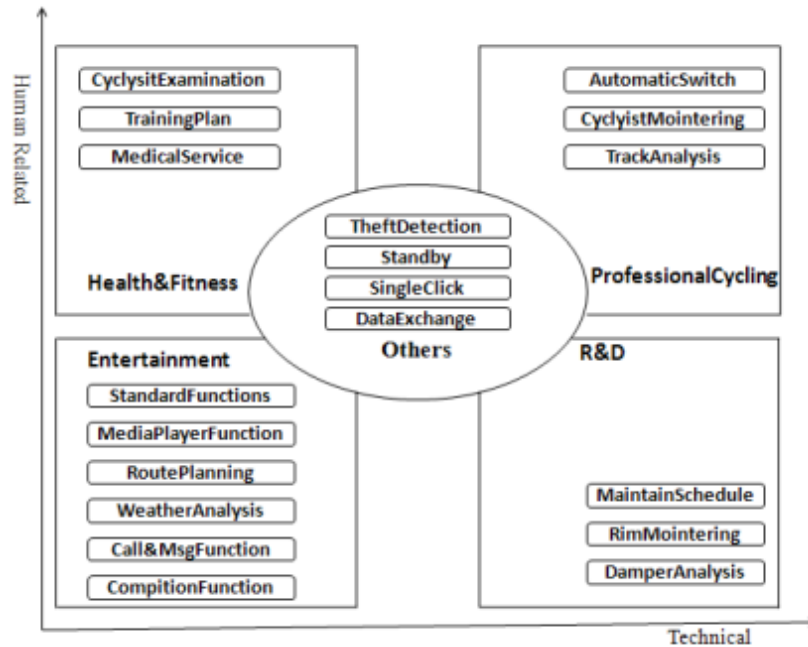 Human Related
CyclysitExamination
TrainingPlan
MedicalService
Health&Fitness
AutomaticSwitch
CyclyistMointering
TrackAnalysis
ProfessionalCycling
TheftDetection
Standby
SingleClick
DataExchange
Others
Entertainment
StandardFunctions
MediaPlayerFunction
RoutePlanning
WeatherAnalysis
Call&MsgFunction
CompitionFunction
R&D
MaintainSchedule
RimMointering
DamperAnalysis
Technical